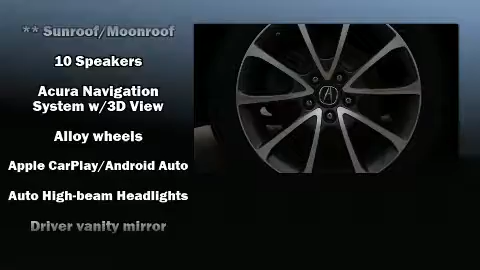 ** Sunroof/Moonroof
10 Speakers
Acura Navigation
System w/3D View
Alloy wheels
Apple CarPlay/Android Auto
Auto High-beam Headlights
Driver vanity mirror